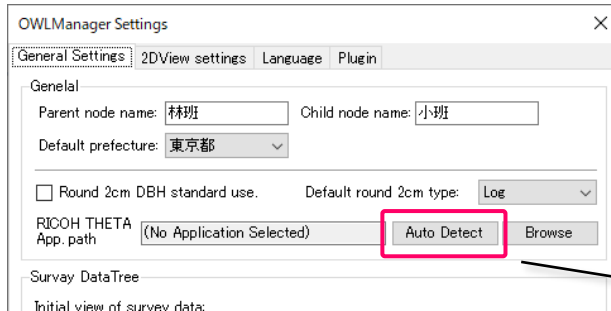 OWLManager Settings
General Settings 2DView settings Language Plugin
Genelal
Parent node name: 林班 Child node name: 小班
Default prefecture: 東京都
Round 2cm DBH standard use. Default round 2cm type: Log
RICOH THETA App. path (No Application Selected) Auto Detect Browse
Survay DataTree
Initial view of survey data: